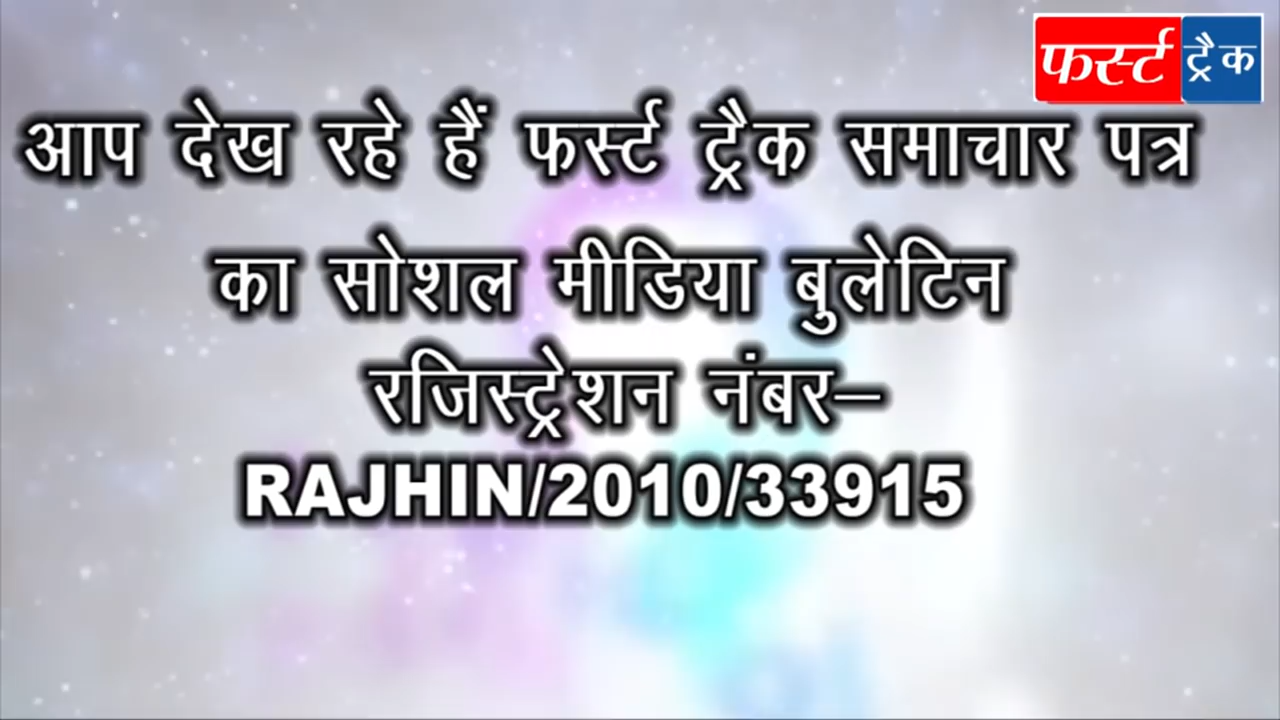 फर्स्ट ट्रैक
आप देख रहे हैं फर्स्ट ट्रैक समाचार पत्र
का सोशल मीडिया बुलेटिन
रजिस्ट्रेशन नंबर–
RAJHIN/2010/33915